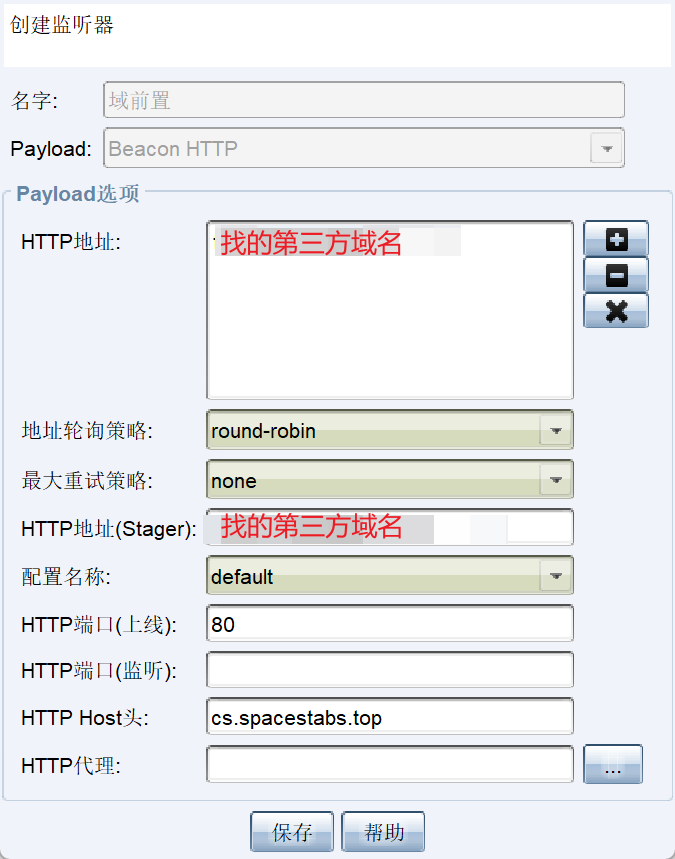 创建监听器
名字: 域前置
Payload: Beacon HTTP
Payload选项
HTTP地址: 找的第三方域名
地址轮询策略: round-robin
最大重试策略: none
HTTP地址(Stager): 找的第三方域名
配置名称: default
HTTP端口(上线): 80
HTTP端口(监听):
HTTP Host头: cs.spacestabs.top
HTTP代理: ...
保存 帮助